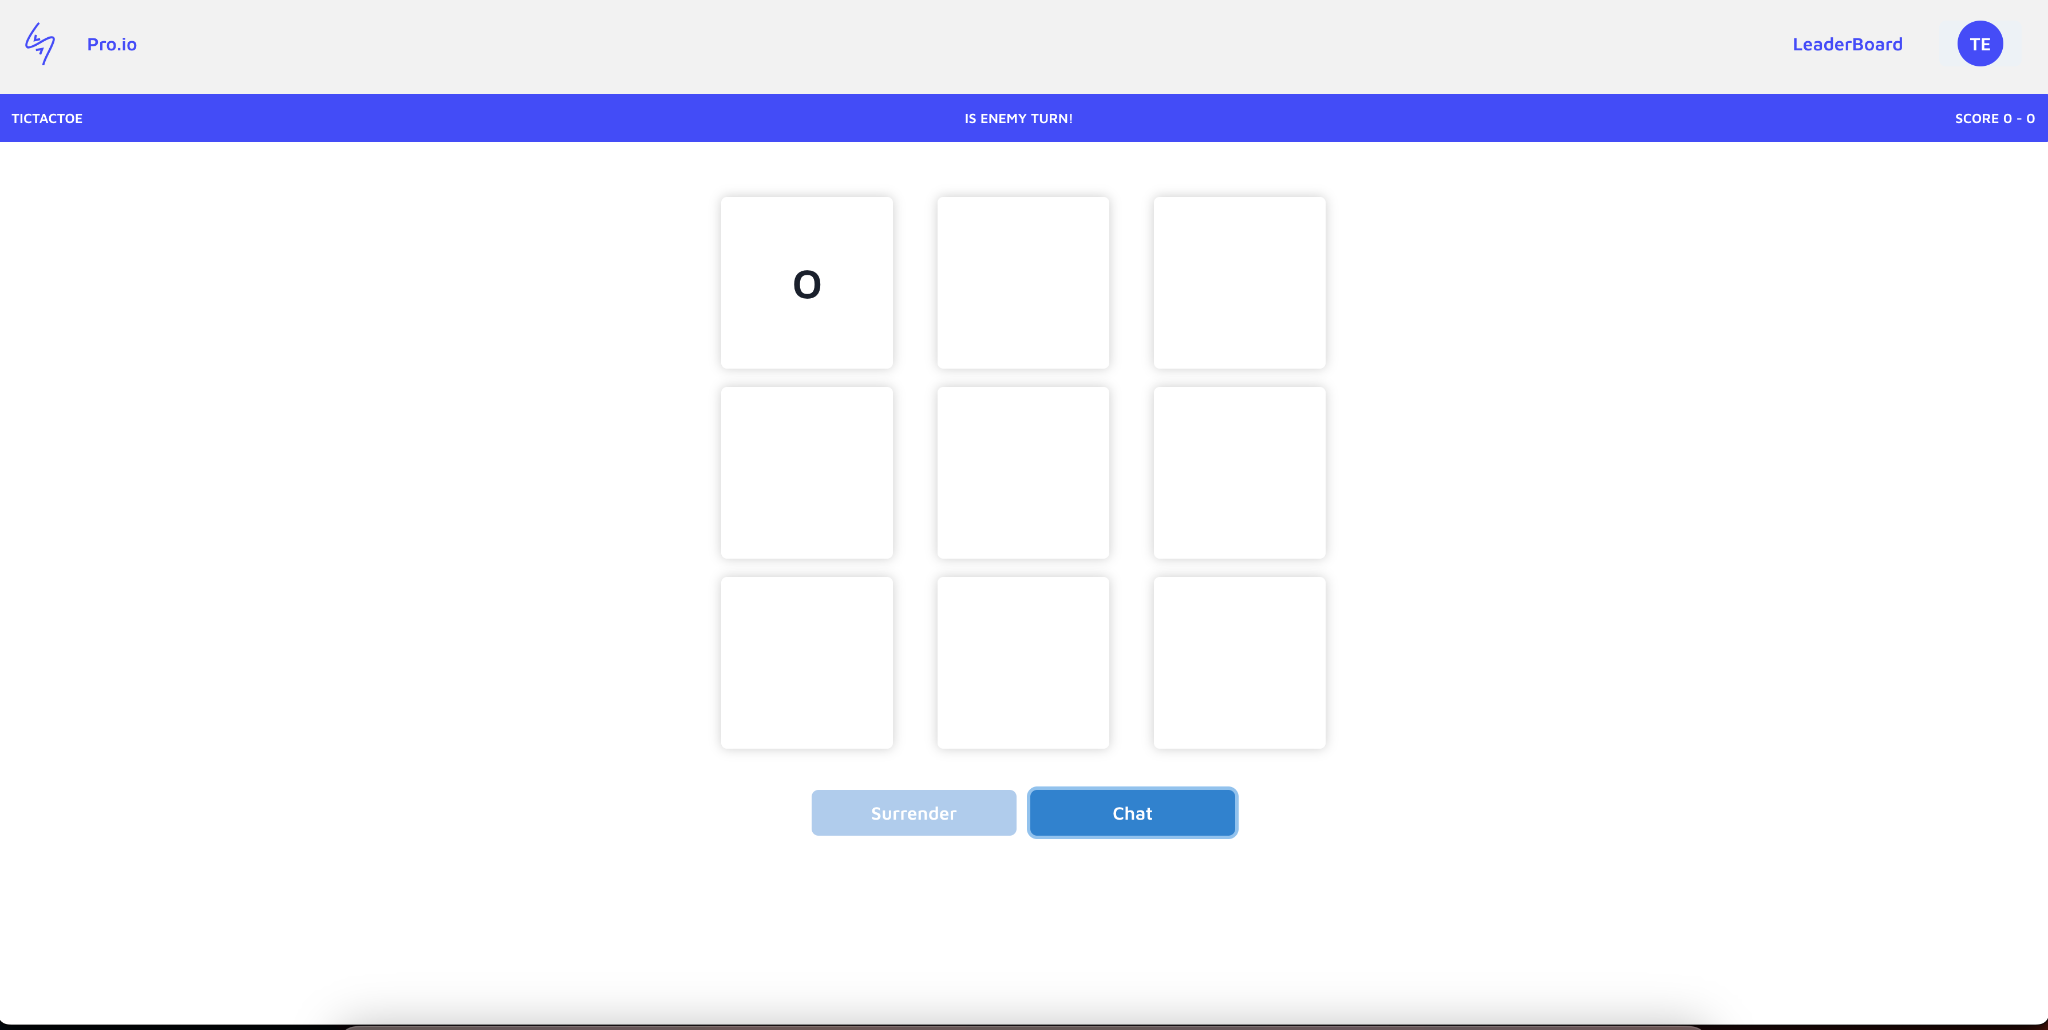 Pro.io
LeaderBoard
TE
TICTACTOE
IS ENEMY TURN!
SCORE 0 - 0
O
Surrender
Chat